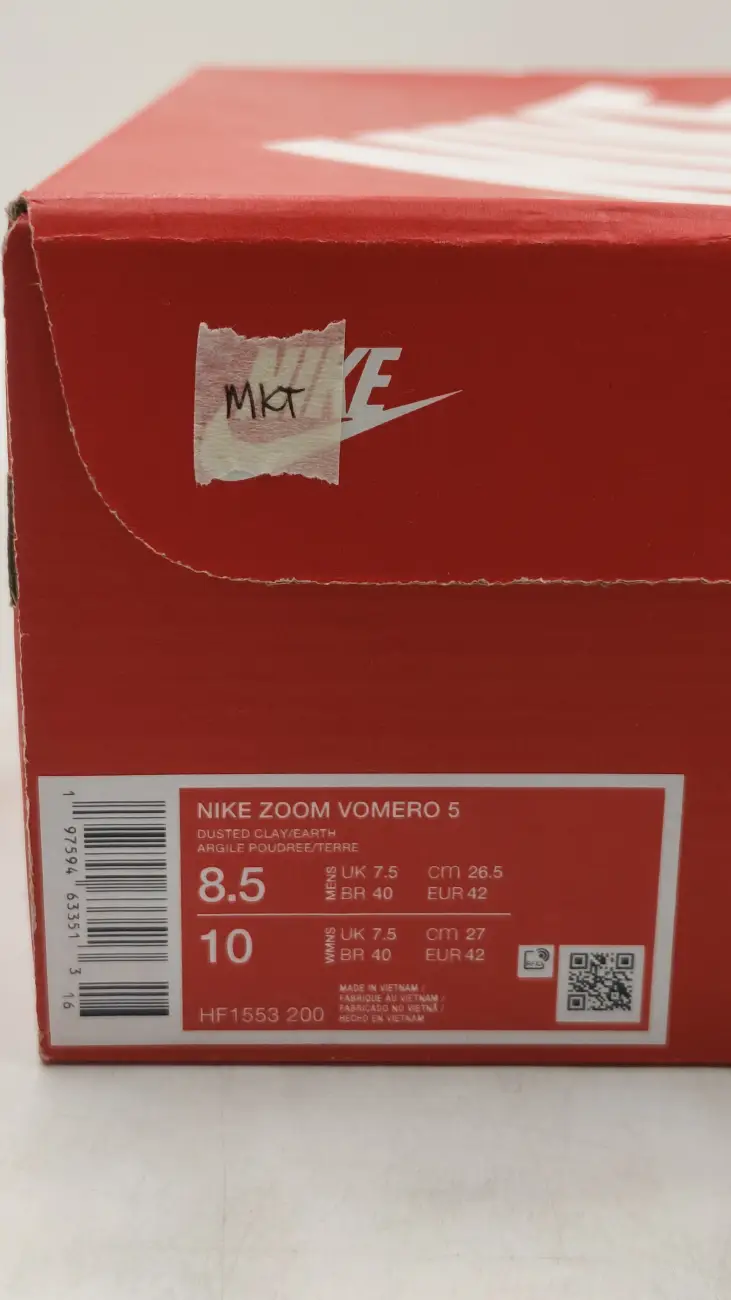 NIKE
MKT
NIKE ZOOM VOMERO 5
DUSTED CLAY/EARTH
ARGILE POUDREE/TERRE
8.5 MENS UK 7.5 cm 26.5
BR 40 EUR 42
10 WMNS UK 7.5 cm 27
BR 40 EUR 42
HF1553 200
MADE IN VIETNAM /
FABRIQUE AU VIETNAM /
FABRICADO NO VIETNÃ /
HECHO EN VIETNAM
RFID
1 97594 63351 3 16